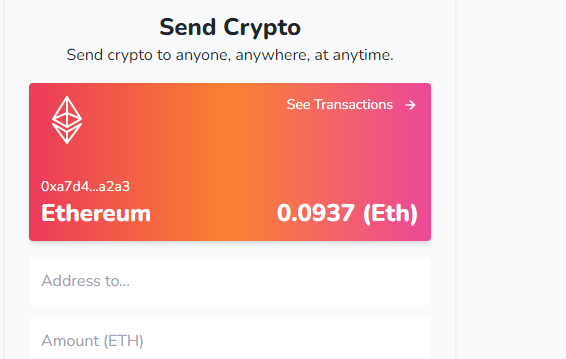 Send Crypto
Send crypto to anyone, anywhere, at anytime.
See Transactions →
0xa7d4...a2a3
Ethereum 0.0937 (Eth)
Address to...
Amount (ETH)